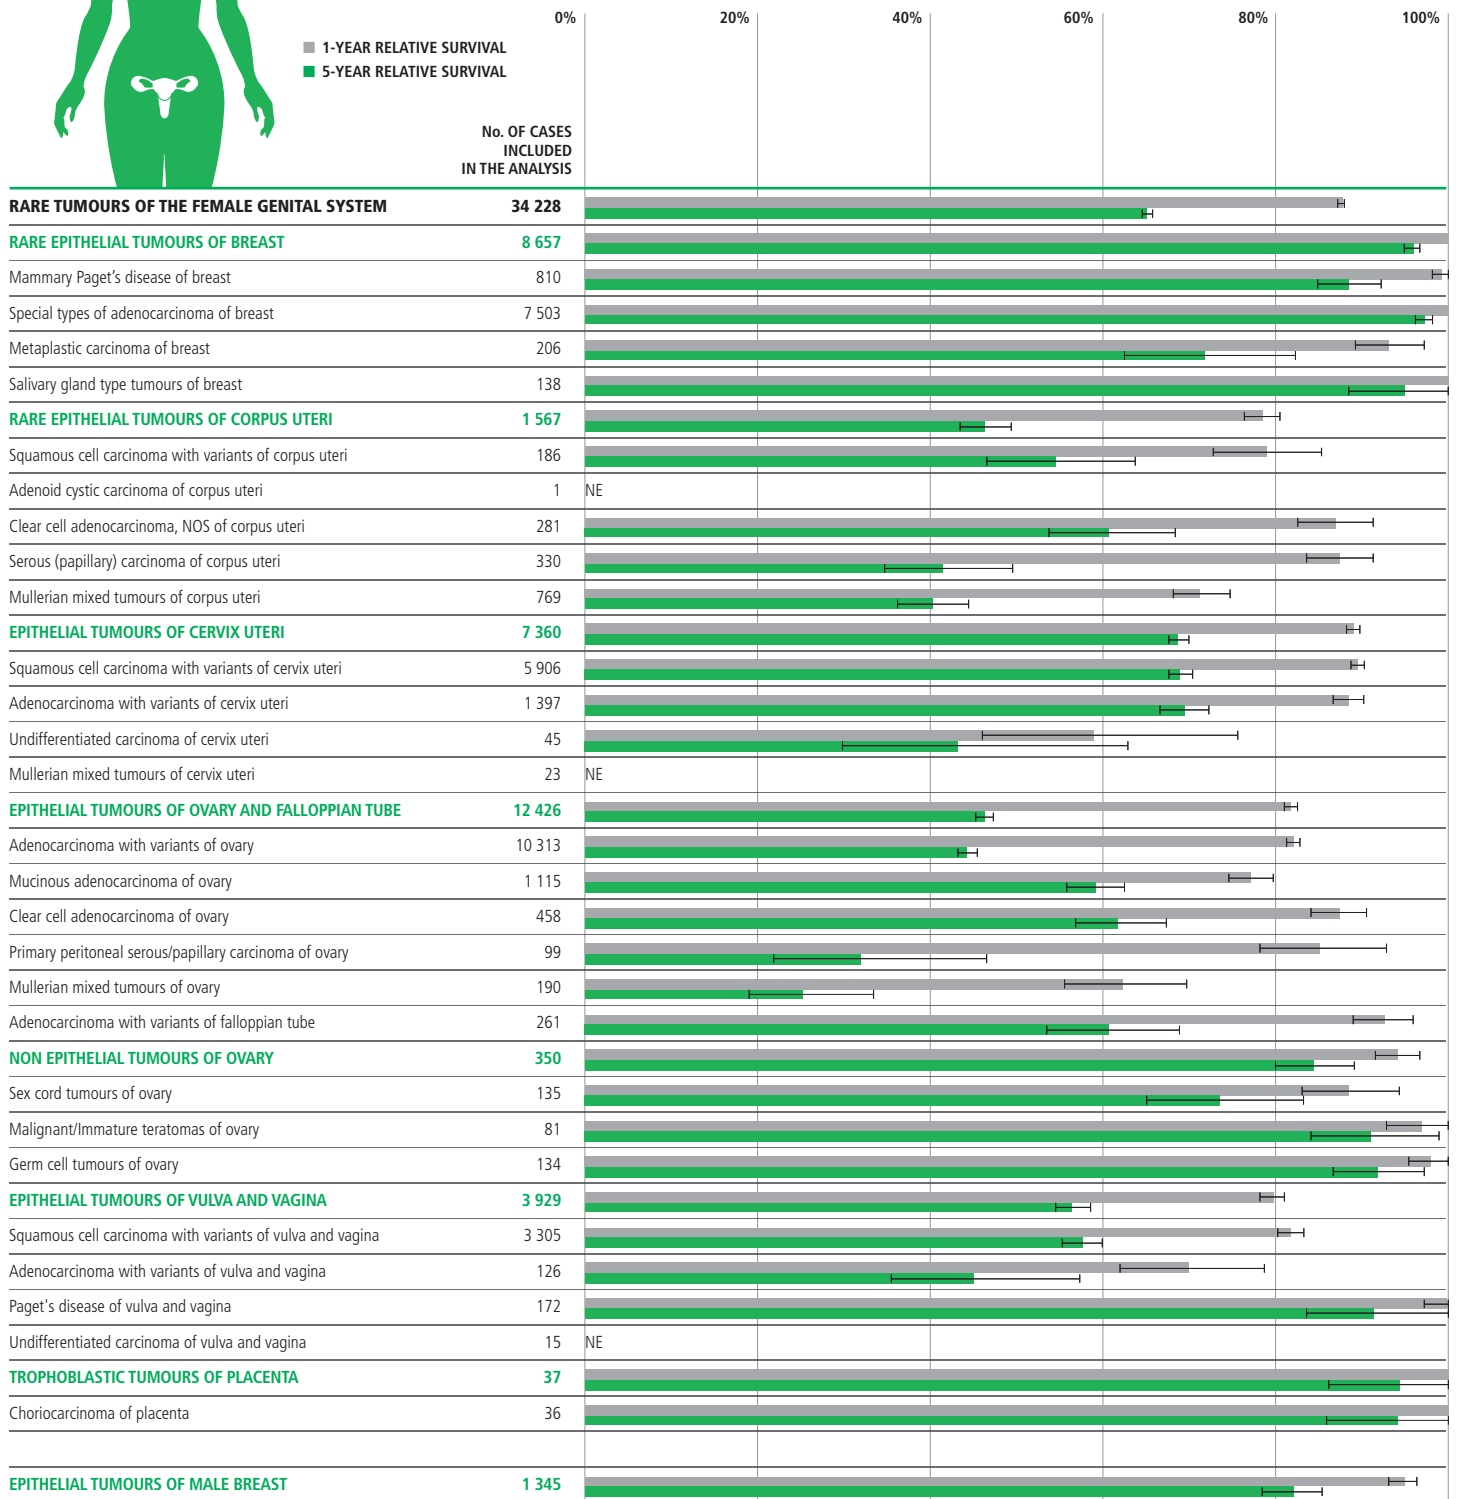 0% 20% 40% 60% 80% 100%
1-YEAR RELATIVE SURVIVAL
5-YEAR RELATIVE SURVIVAL
No. OF CASES
INCLUDED
IN THE ANALYSIS
RARE TUMOURS OF THE FEMALE GENITAL SYSTEM 34 228
RARE EPITHELIAL TUMOURS OF BREAST 8 657
Mammary Paget’s disease of breast 810
Special types of adenocarcinoma of breast 7 503
Metaplastic carcinoma of breast 206
Salivary gland type tumours of breast 138
RARE EPITHELIAL TUMOURS OF CORPUS UTERI 1 567
Squamous cell carcinoma with variants of corpus uteri 186
Adenoid cystic carcinoma of corpus uteri 1 NE
Clear cell adenocarcinoma, NOS of corpus uteri 281
Serous (papillary) carcinoma of corpus uteri 330
Mullerian mixed tumours of corpus uteri 769
EPITHELIAL TUMOURS OF CERVIX UTERI 7 360
Squamous cell carcinoma with variants of cervix uteri 5 906
Adenocarcinoma with variants of cervix uteri 1 397
Undifferentiated carcinoma of cervix uteri 45
Mullerian mixed tumours of cervix uteri 23 NE
EPITHELIAL TUMOURS OF OVARY AND FALLOPPIAN TUBE 12 426
Adenocarcinoma with variants of ovary 10 313
Mucinous adenocarcinoma of ovary 1 115
Clear cell adenocarcinoma of ovary 458
Primary peritoneal serous/papillary carcinoma of ovary 99
Mullerian mixed tumours of ovary 190
Adenocarcinoma with variants of falloppian tube 261
NON EPITHELIAL TUMOURS OF OVARY 350
Sex cord tumours of ovary 135
Malignant/Immature teratomas of ovary 81
Germ cell tumours of ovary 134
EPITHELIAL TUMOURS OF VULVA AND VAGINA 3 929
Squamous cell carcinoma with variants of vulva and vagina 3 305
Adenocarcinoma with variants of vulva and vagina 126
Paget's disease of vulva and vagina 172
Undifferentiated carcinoma of vulva and vagina 15 NE
TROPHOBLASTIC TUMOURS OF PLACENTA 37
Choriocarcinoma of placenta 36
EPITHELIAL TUMOURS OF MALE BREAST 1 345